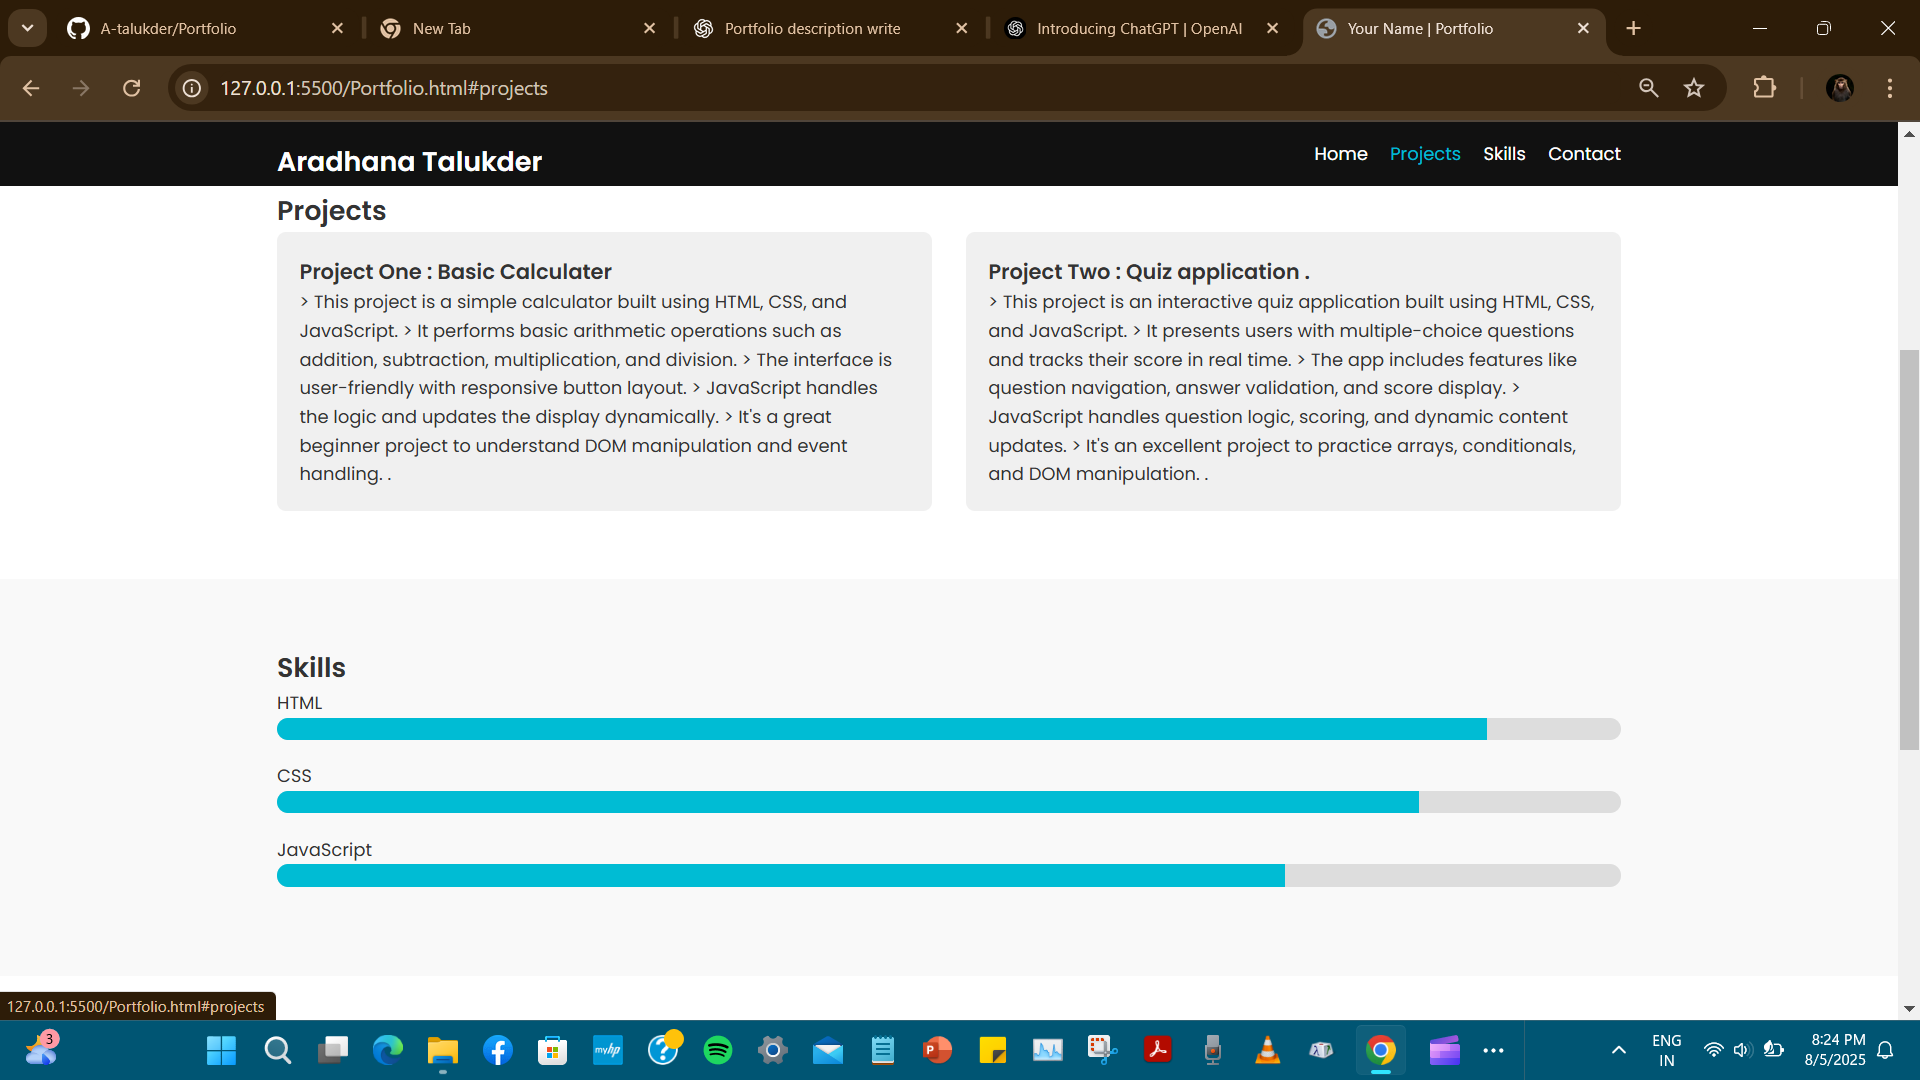 A-talukder/Portfolio
New Tab
Portfolio description write
Introducing ChatGPT | OpenAI
Your Name | Portfolio
127.0.0.1:5500/Portfolio.html#projects
Aradhana Talukder
Home Projects Skills Contact
Projects
Project One : Basic Calculater
> This project is a simple calculator built using HTML, CSS, and
JavaScript. > It performs basic arithmetic operations such as
addition, subtraction, multiplication, and division. > The interface is
user-friendly with responsive button layout. > JavaScript handles
the logic and updates the display dynamically. > It's a great
beginner project to understand DOM manipulation and event
handling. .
Project Two : Quiz application .
> This project is an interactive quiz application built using HTML, CSS,
and JavaScript. > It presents users with multiple-choice questions
and tracks their score in real time. > The app includes features like
question navigation, answer validation, and score display. >
JavaScript handles question logic, scoring, and dynamic content
updates. > It's an excellent project to practice arrays, conditionals,
and DOM manipulation. .
Skills
HTML
CSS
JavaScript
127.0.0.1:5500/Portfolio.html#projects
3
myhp
ENG
IN
8:24 PM
8/5/2025